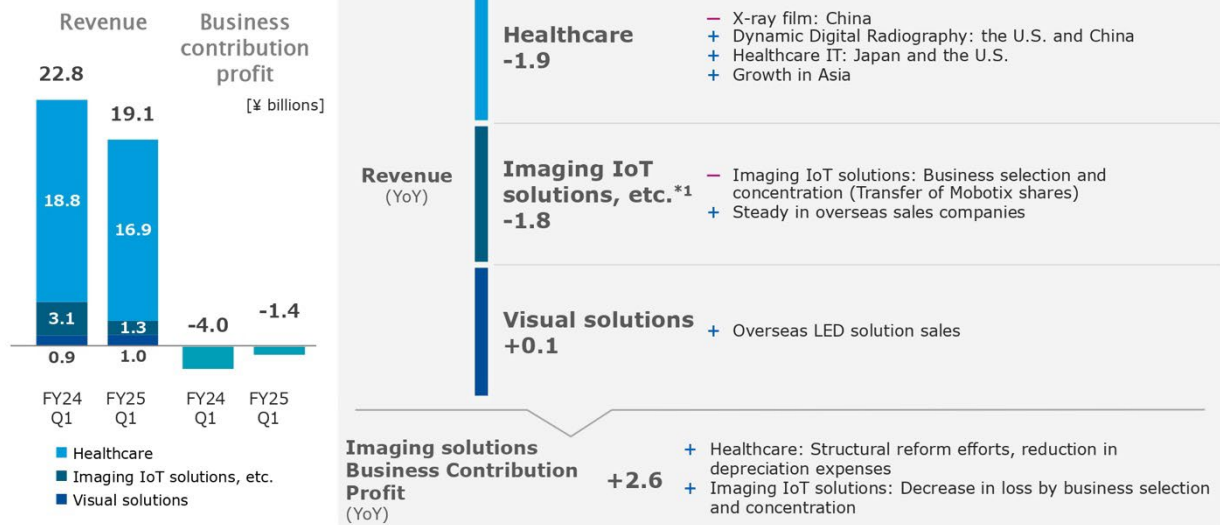 Revenue
Business
contribution
profit
[¥ billions]
22.8
19.1
18.8
16.9
3.1
1.3
-4.0
-1.4
0.9
1.0
FY24
Q1
FY25
Q1
FY24
Q1
FY25
Q1
Healthcare
Imaging IoT solutions, etc.
Visual solutions
Revenue
(YoY)
Healthcare
-1.9
− X-ray film: China
+ Dynamic Digital Radiography: the U.S. and China
+ Healthcare IT: Japan and the U.S.
+ Growth in Asia
Imaging IoT
solutions, etc.*1
-1.8
− Imaging IoT solutions: Business selection and
concentration (Transfer of Mobotix shares)
+ Steady in overseas sales companies
Visual solutions
+0.1
+ Overseas LED solution sales
Imaging solutions
Business Contribution
Profit
(YoY)
+2.6
+ Healthcare: Structural reform efforts, reduction in
depreciation expenses
+ Imaging IoT solutions: Decrease in loss by business selection
and concentration